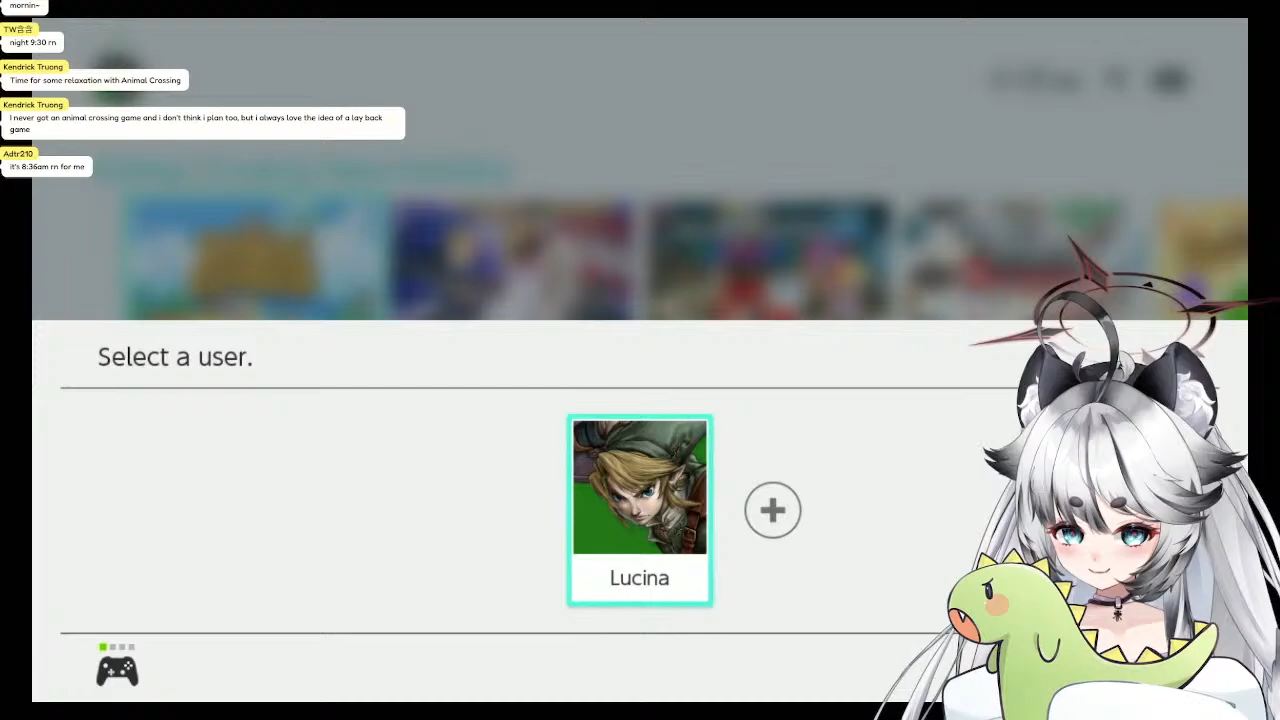 mornin~
TW含含
night 9:30 rn
Kendrick Truong
Time for some relaxation with Animal Crossing
Kendrick Truong
I never got an animal crossing game and i don't think i plan too, but i always love the idea of a lay back
game
Adtr210
it's 8:36am rn for me
Select a user.
Lucina